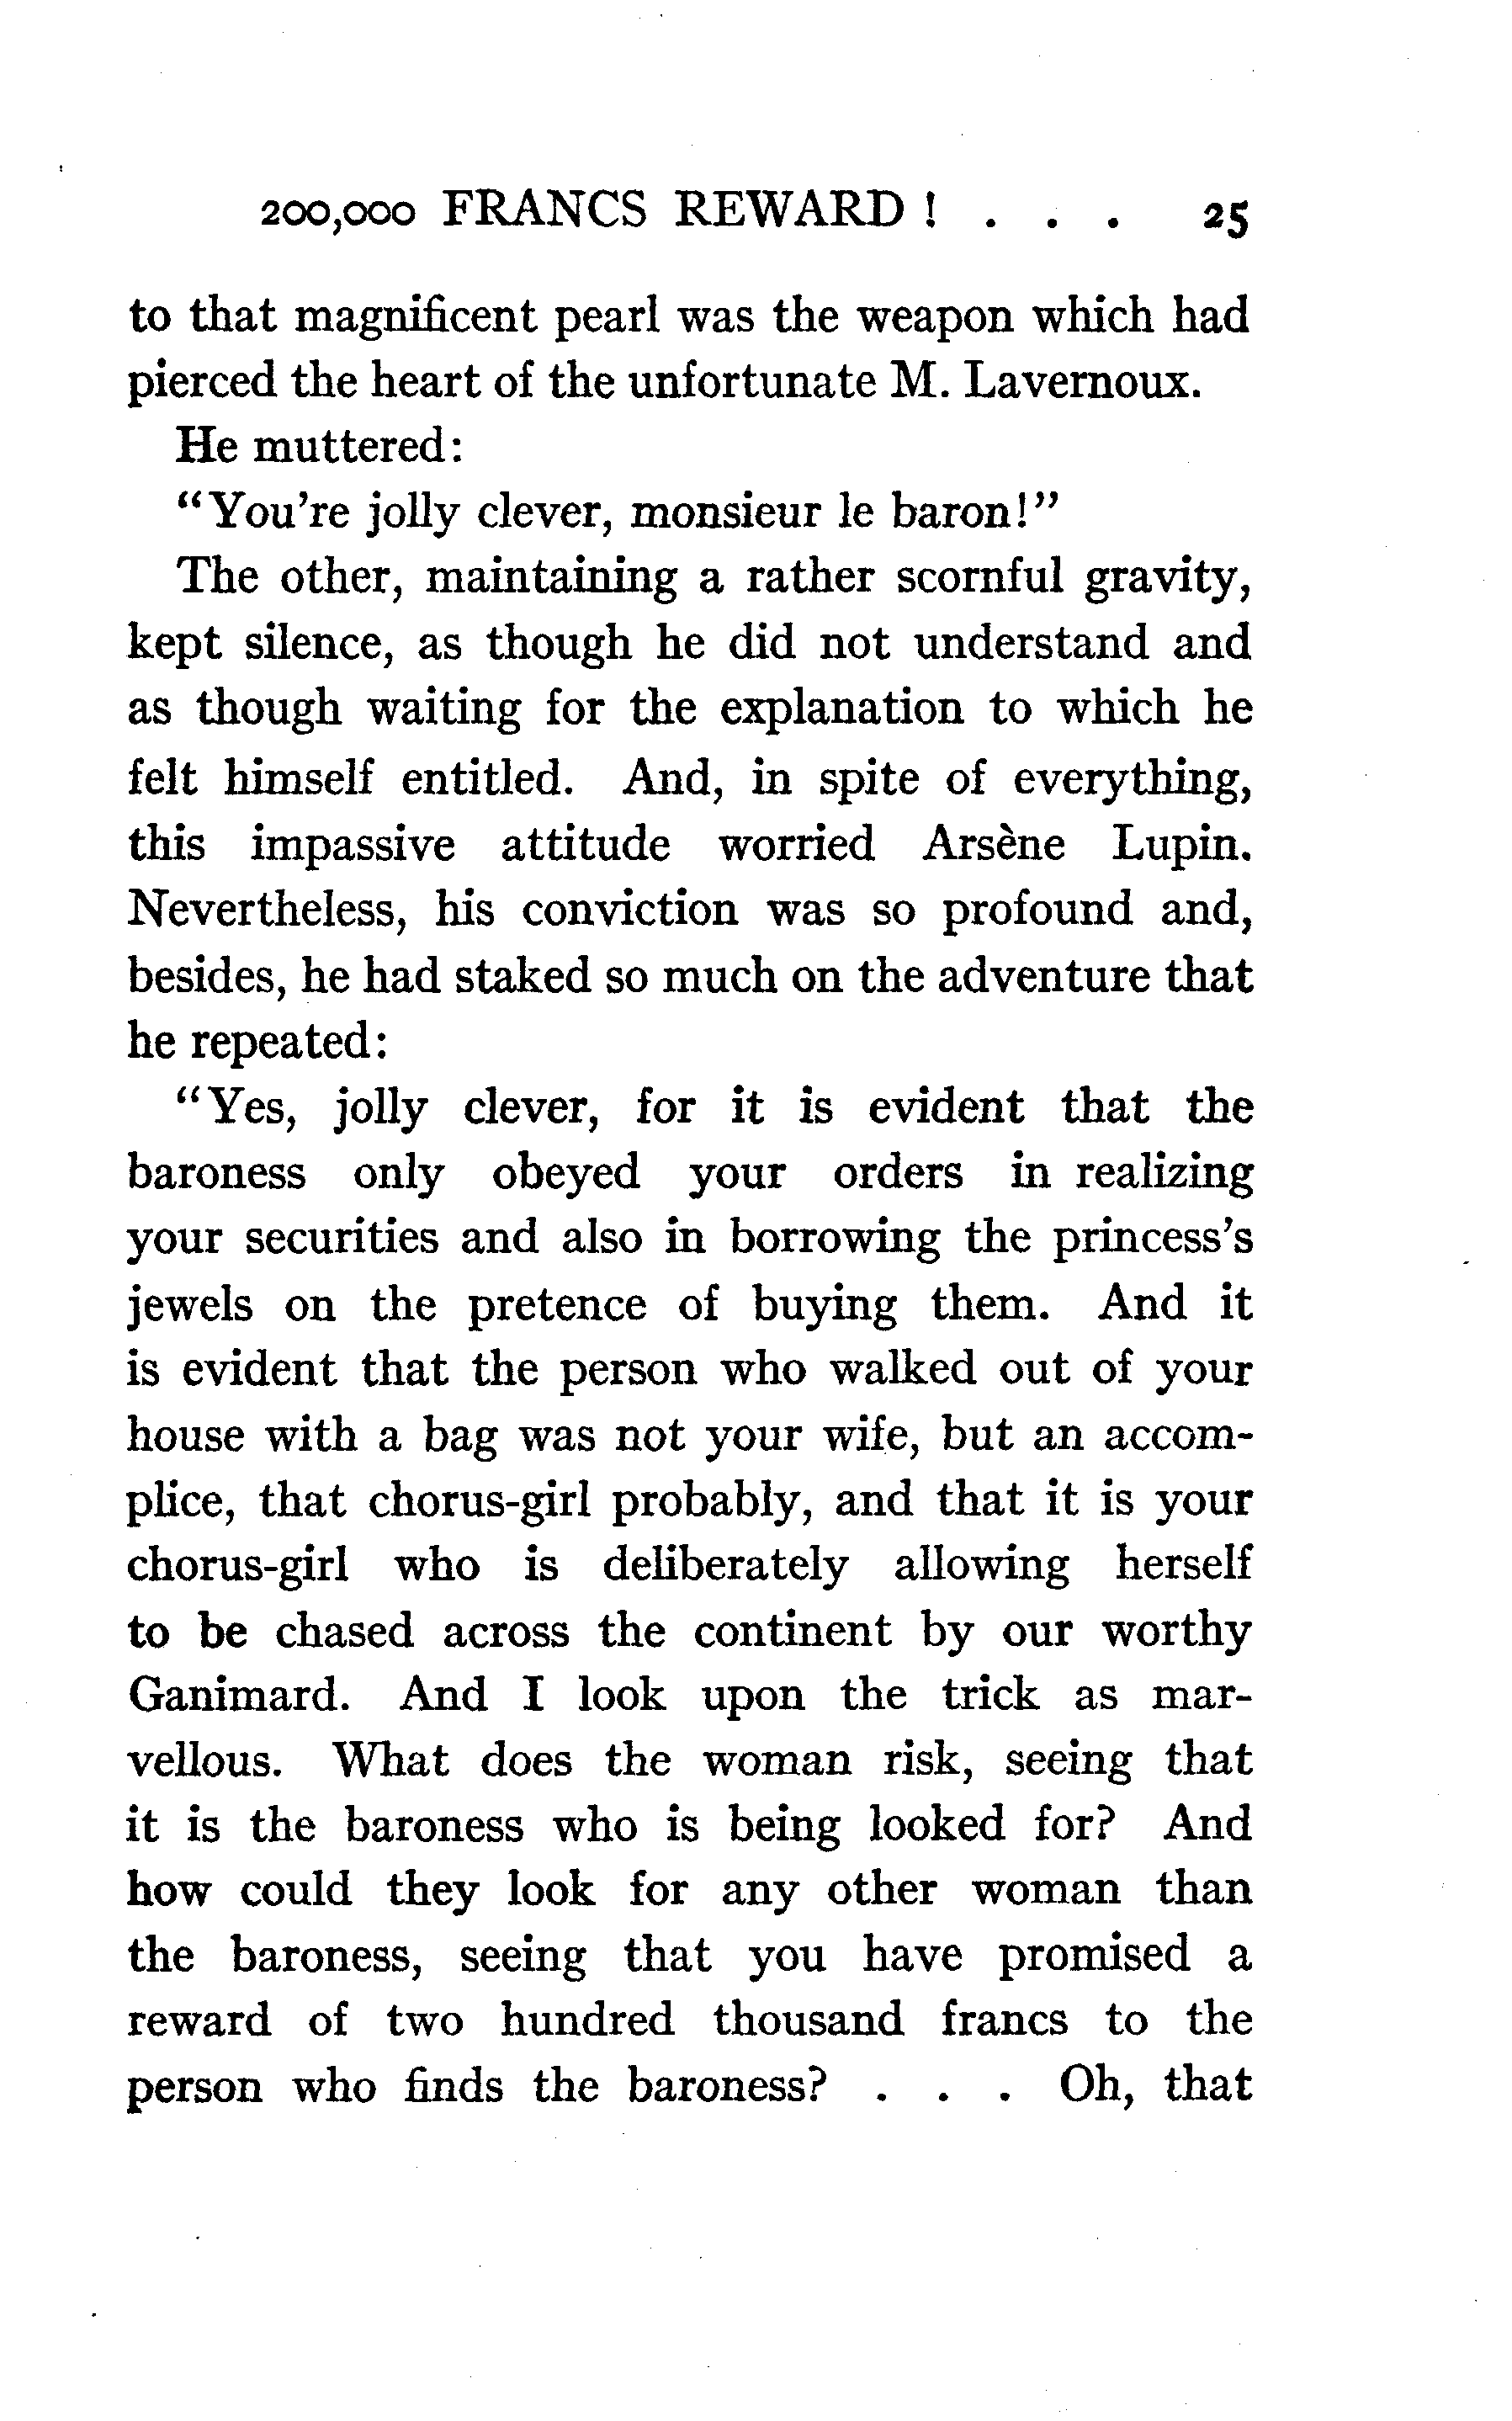 200,000 FRANCS REWARD ! . . . 25
to that magnificent pearl was the weapon which had
pierced the heart of the unfortunate M. Lavernoux.
He muttered:
"You're jolly clever, monsieur le baron!"
The other, maintaining a rather scornful gravity,
kept silence, as though he did not understand and
as though waiting for the explanation to which he
felt himself entitled. And, in spite of everything,
this impassive attitude worried Arsène Lupin.
Nevertheless, his conviction was so profound and,
besides, he had staked so much on the adventure that
he repeated:
"Yes, jolly clever, for it is evident that the
baroness only obeyed your orders in realizing
your securities and also in borrowing the princess's
jewels on the pretence of buying them. And it
is evident that the person who walked out of your
house with a bag was not your wife, but an accom-
plice, that chorus-girl probably, and that it is your
chorus-girl who is deliberately allowing herself
to be chased across the continent by our worthy
Ganimard. And I look upon the trick as mar-
vellous. What does the woman risk, seeing that
it is the baroness who is being looked for? And
how could they look for any other woman than
the baroness, seeing that you have promised a
reward of two hundred thousand francs to the
person who finds the baroness? . . . Oh, that